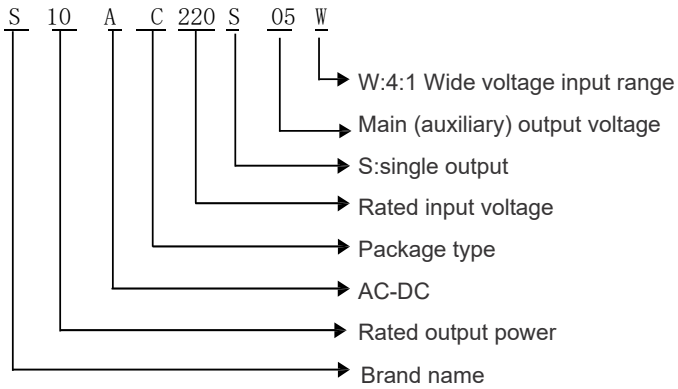 S 10 A C 220 S 05 W
W:4:1 Wide voltage input range
Main (auxiliary) output voltage
S:single output
Rated input voltage
Package type
AC-DC
Rated output power
Brand name